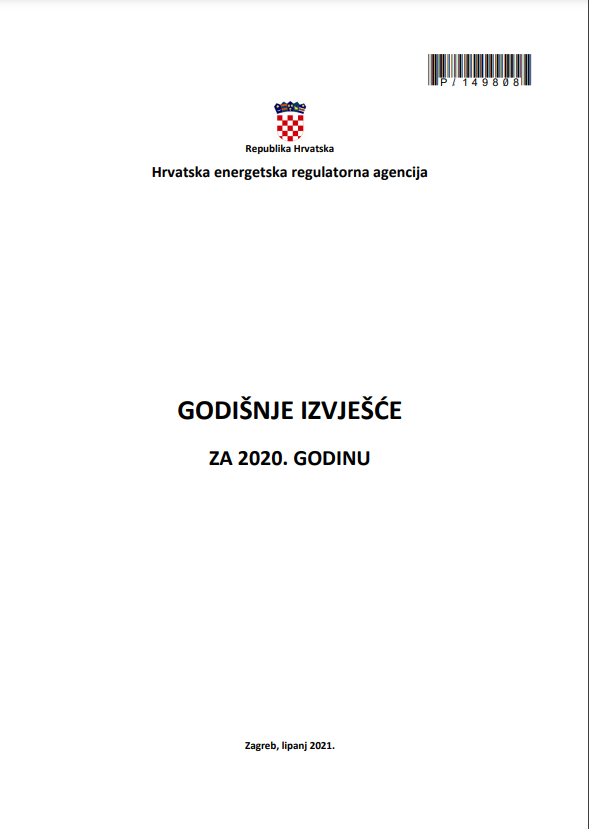 P/149808
Republika Hrvatska
Hrvatska energetska regulatorna agencija
GODIŠNJE IZVJEŠĆE
ZA 2020. GODINU
Zagreb, lipanj 2021.